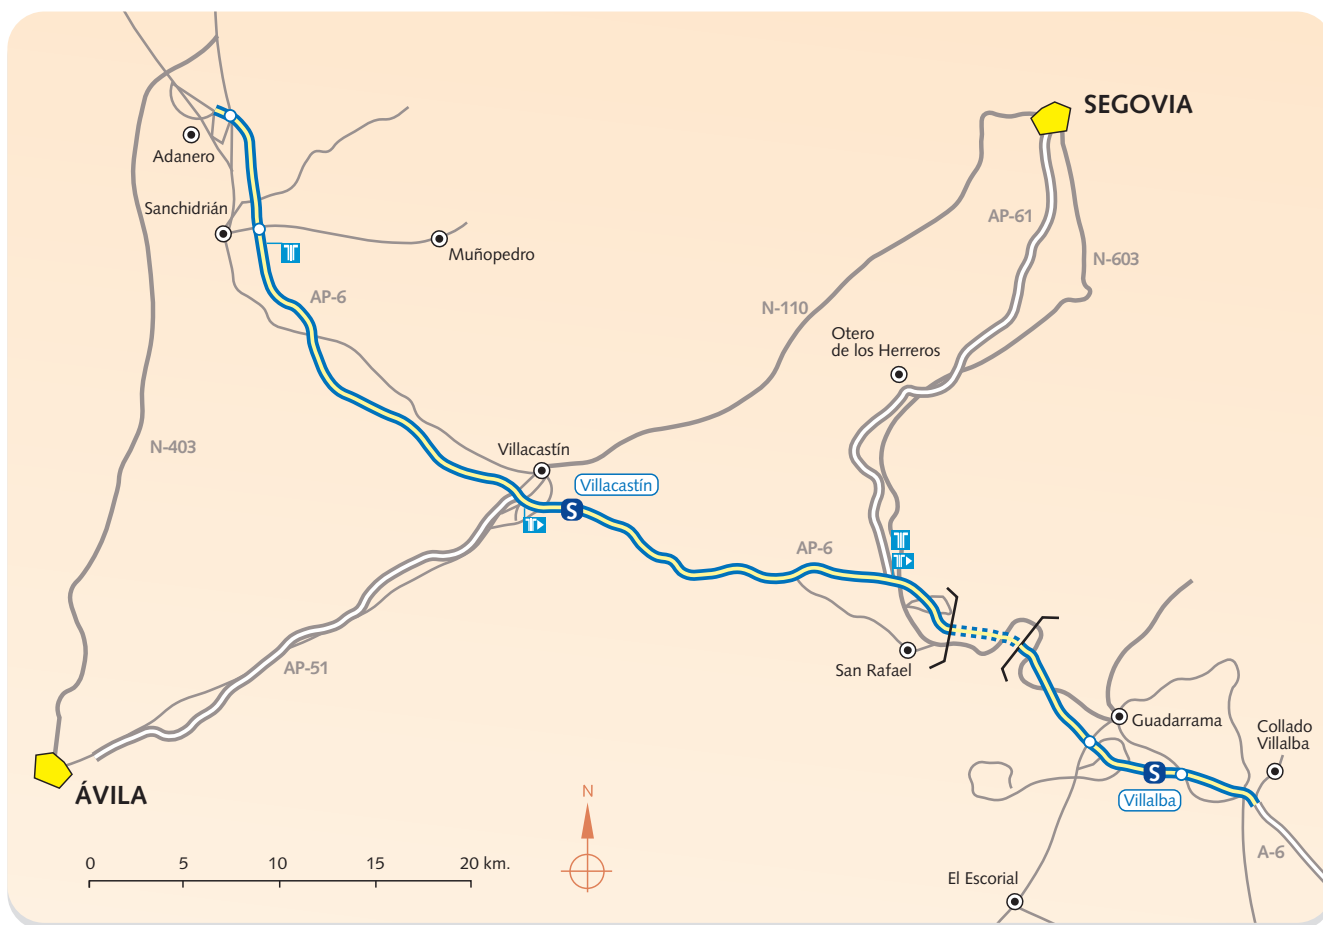 SEGOVIA
Adanero
Sanchidrián
AP-61
Muñopedro
N-603
AP-6
N-110
Otero
de los Herreros
N-403
Villacastín
Villacastín
S
T
T
T
T
AP-6
San Rafael
AP-51
Guadarrama
Collado
Villalba
S
Villalba
ÁVILA
N
A-6
0 5 10 15 20 km.
El Escorial